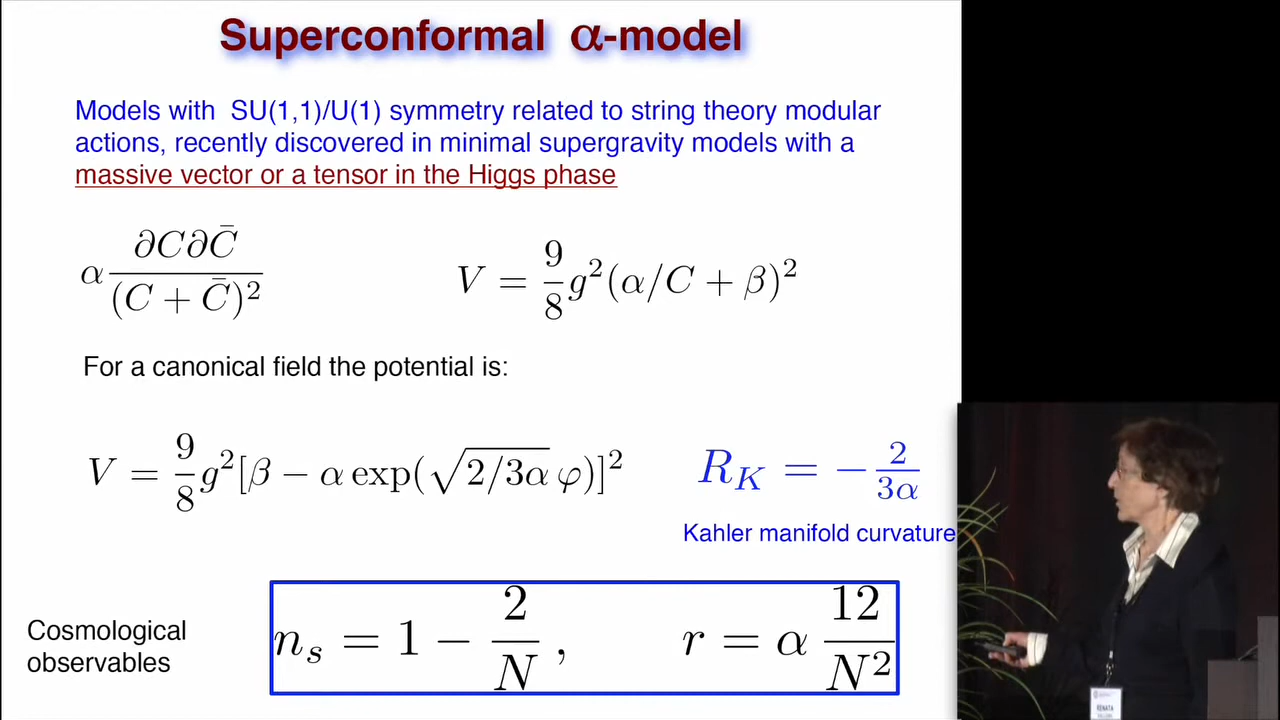 Superconformal α-model
Models with SU(1,1)/U(1) symmetry related to string theory modular
actions, recently discovered in minimal supergravity models with a
massive vector or a tensor in the Higgs phase
α ∂C∂C̄ / (C + C̄)²
V = 9/8 g²(α/C + β)²
For a canonical field the potential is:
V = 9/8 g²[β − α exp(√2/3α φ)]²
R_K = − 2/3α
Kahler manifold curvature
Cosmological
observables
n_s = 1 − 2/N , r = α 12/N²
RENATA